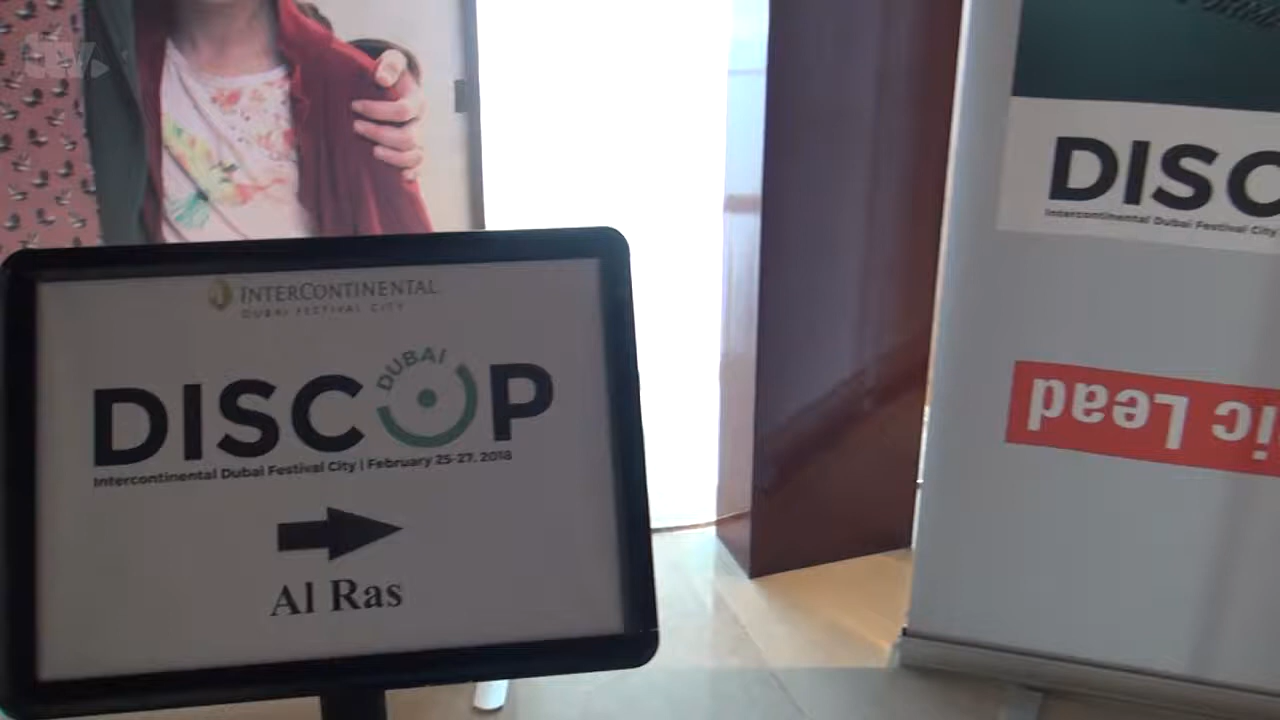 INTERCONTINENTAL
DUBAI FESTIVAL CITY
DUBAI
DISCOP
Intercontinental Dubai Festival City | February 25-27, 2018
Al Ras
DISCO
Intercontinental Dubai Festival City
ic Lead